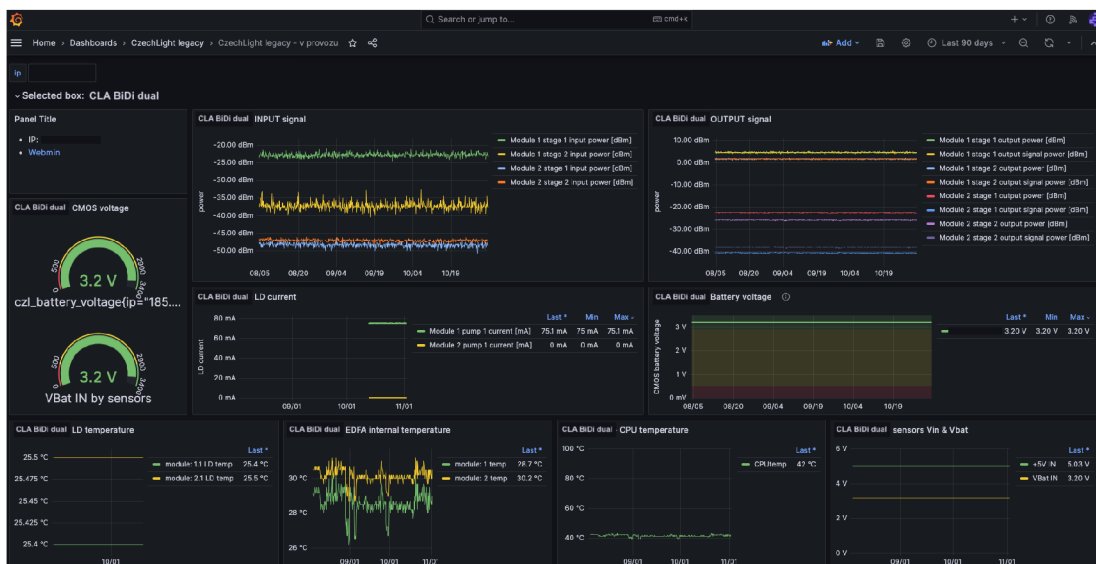 Search or jump to...
cmd+k
Home › Dashboards › CzechLight legacy › CzechLight legacy - v provozu
Add
Last 90 days
ip
Selected box: CLA BiDi dual
Panel Title
IP:
Webmin
CLA BiDi dual INPUT signal
power
-20.00 dBm
-25.00 dBm
-30.00 dBm
-35.00 dBm
-40.00 dBm
-45.00 dBm
-50.00 dBm
08/05 08/20 09/04 09/19 10/04 10/19
Module 1 stage 1 input power [dBm]
Module 1 stage 2 input power [dBm]
Module 2 stage 1 input power [dBm]
Module 2 stage 2 input power [dBm]
CLA BiDi dual OUTPUT signal
power
10.00 dBm
0.00 dBm
-10.00 dBm
-20.00 dBm
-30.00 dBm
-40.00 dBm
08/05 08/20 09/04 09/19 10/04 10/19
Module 1 stage 1 output power [dBm]
Module 1 stage 1 output signal power [dBm]
Module 1 stage 2 output power [dBm]
Module 1 stage 2 output signal power [dBm]
Module 2 stage 1 output power [dBm]
Module 2 stage 1 output signal power [dBm]
Module 2 stage 2 output power [dBm]
Module 2 stage 2 output signal power [dBm]
CLA BiDi dual CMOS voltage
0 500 2900 3400
3.2 V
czl_battery_voltage{ip="185....
0 500 2900 3400
3.2 V
VBat IN by sensors
CLA BiDi dual LD current
LD current
80 mA
60 mA
40 mA
20 mA
0 mA
09/01 10/01 11/01
Last * Min Max
Module 1 pump 1 current [mA] 75.1 mA 75 mA 75.1 mA
Module 2 pump 1 current [mA] 0 mA 0 mA 0 mA
CLA BiDi dual Battery voltage
CMOS battery voltage
3 V
2 V
1 V
0 mV
08/05 08/20 09/04 09/19 10/04 10/19
Last * Min Max
3.20 V 3.20 V 3.20 V
CLA BiDi dual LD temperature
25.5 °C
25.475 °C
25.45 °C
25.425 °C
25.4 °C
10/01
Last *
module: 1.1 LD temp 25.4 °C
module: 2.1 LD temp 25.5 °C
CLA BiDi dual EDFA internal temperature
30 °C
28 °C
26 °C
09/01 10/01
Last *
module: 1 temp 28.7 °C
module: 2 temp 30.2 °C
CLA BiDi dual CPU temperature
100 °C
80 °C
60 °C
40 °C
09/01 10/01 11/01
Last *
CPUtemp 42 °C
CLA BiDi dual sensors Vin & Vbat
6 V
4 V
2 V
0 V
09/01 10/01 11/01
Last *
+5V IN 5.03 V
VBat IN 3.20 V